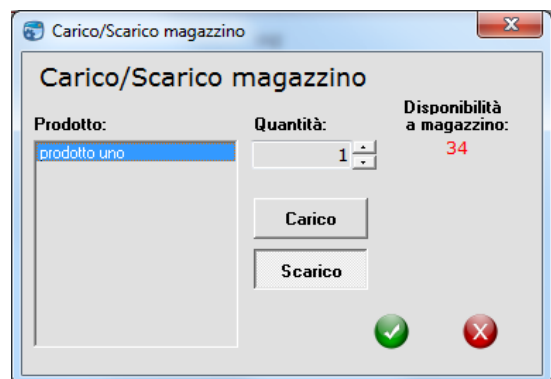 Carico/Scarico magazzino
Carico/Scarico magazzino
Prodotto:
Quantità:
Disponibilità
a magazzino:
prodotto uno
1
34
Carico
Scarico